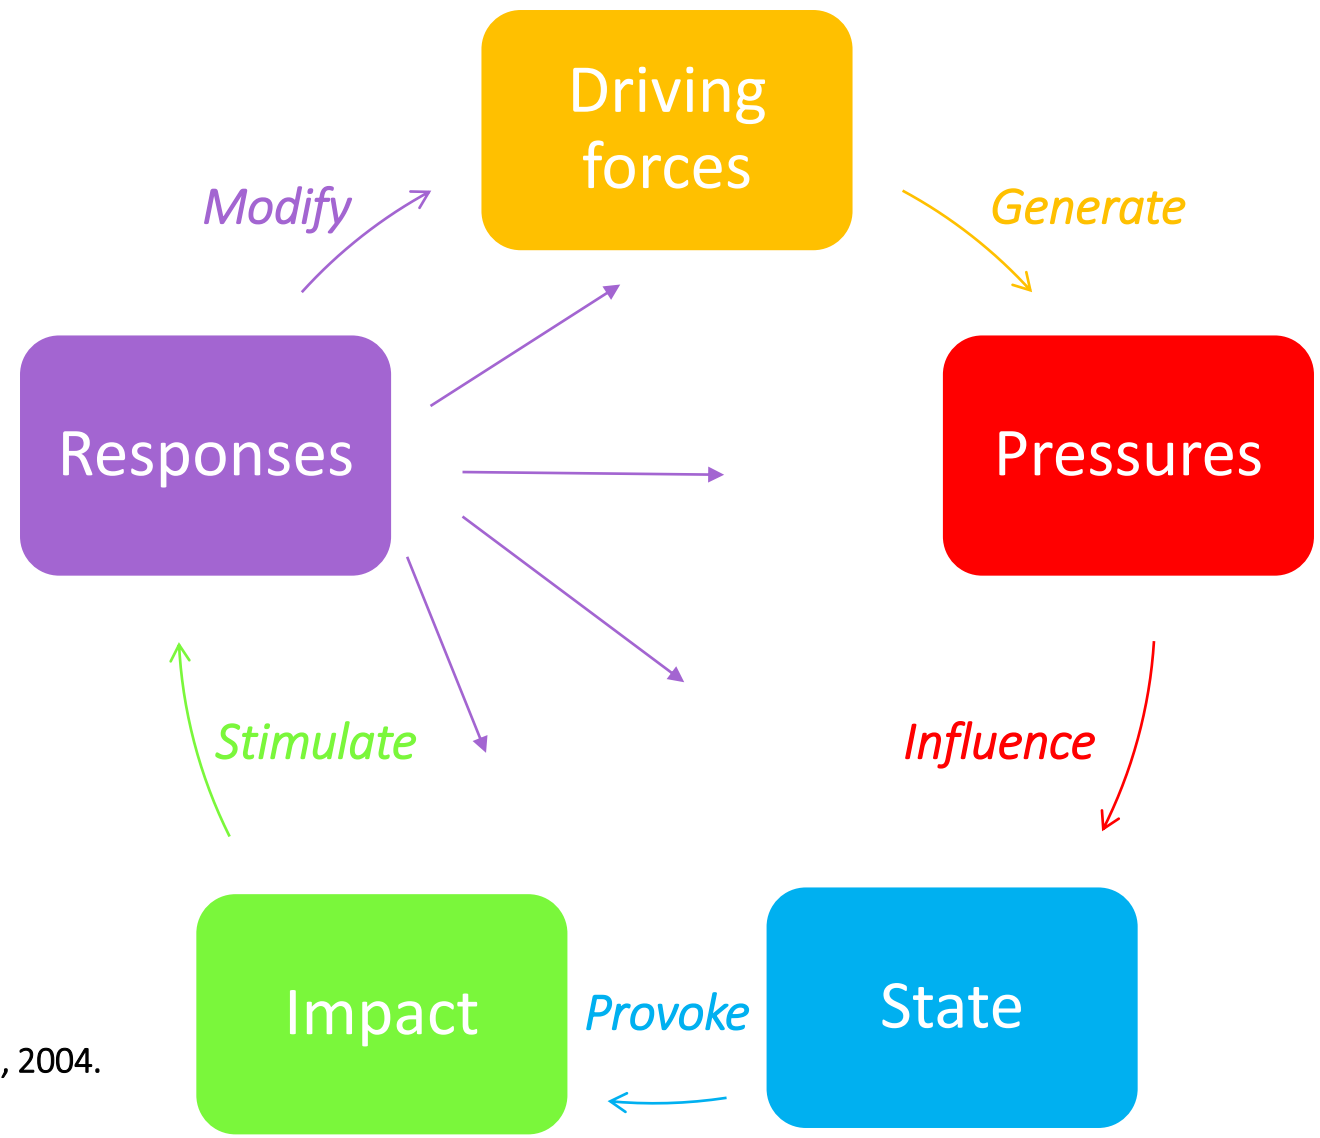 Driving
forces
Modify
Generate
Responses
Pressures
Stimulate
Influence
Impact
Provoke
State
, 2004.